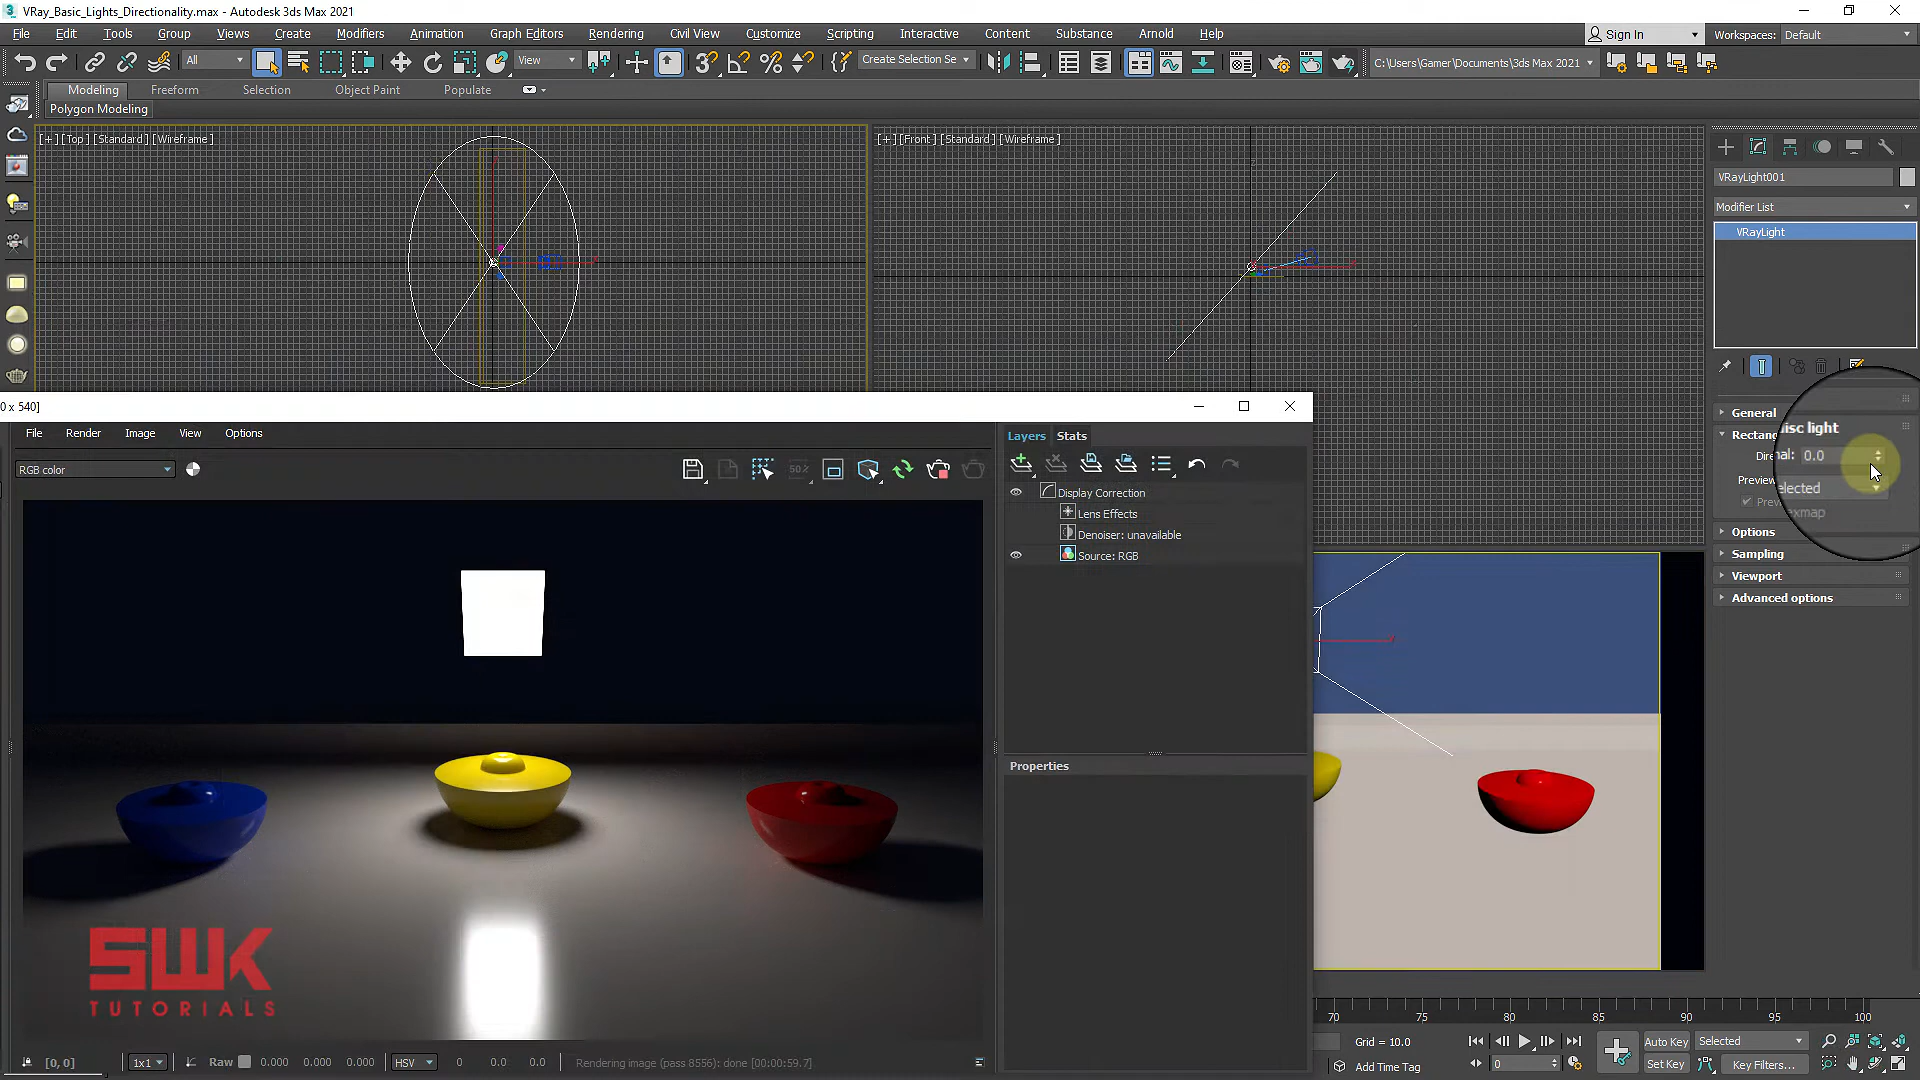 VRay_Basic_Lights_Directionality.max - Autodesk 3ds Max 2021
File Edit Tools Group Views Create Modifiers Animation Graph Editors Rendering Civil View Customize Scripting Interactive Content Substance Arnold Help
Sign In
Workspaces: Default
All
View
Create Selection Se
C:\Users\Gamer\Documents\3ds Max 2021
Modeling Freeform Selection Object Paint Populate
Polygon Modeling
[+] [Top] [Standard] [Wireframe]
[+] [Front] [Standard] [Wireframe]
VRayLight001
Modifier List
VRayLight
0 x 540]
File Render Image View Options
RGB color
Layers Stats
Display Correction
Lens Effects
Denoiser: unavailable
Source: RGB
Properties
General
Rectang
isc light
Dire
nal: 0.0
Preview
elected
Prev
exmap
Options
Sampling
Viewport
Advanced options
SWK
TUTORIALS
[0, 0]
1x1
Raw 0.000 0.000 0.000
HSV
0 0.0 0.0
Rendering image (pass 8556): done [00:00:59.7]
70 75 80 85 90 95 100
Grid = 10.0
Add Time Tag
0
Auto Key
Selected
Set Key
Key Filters...